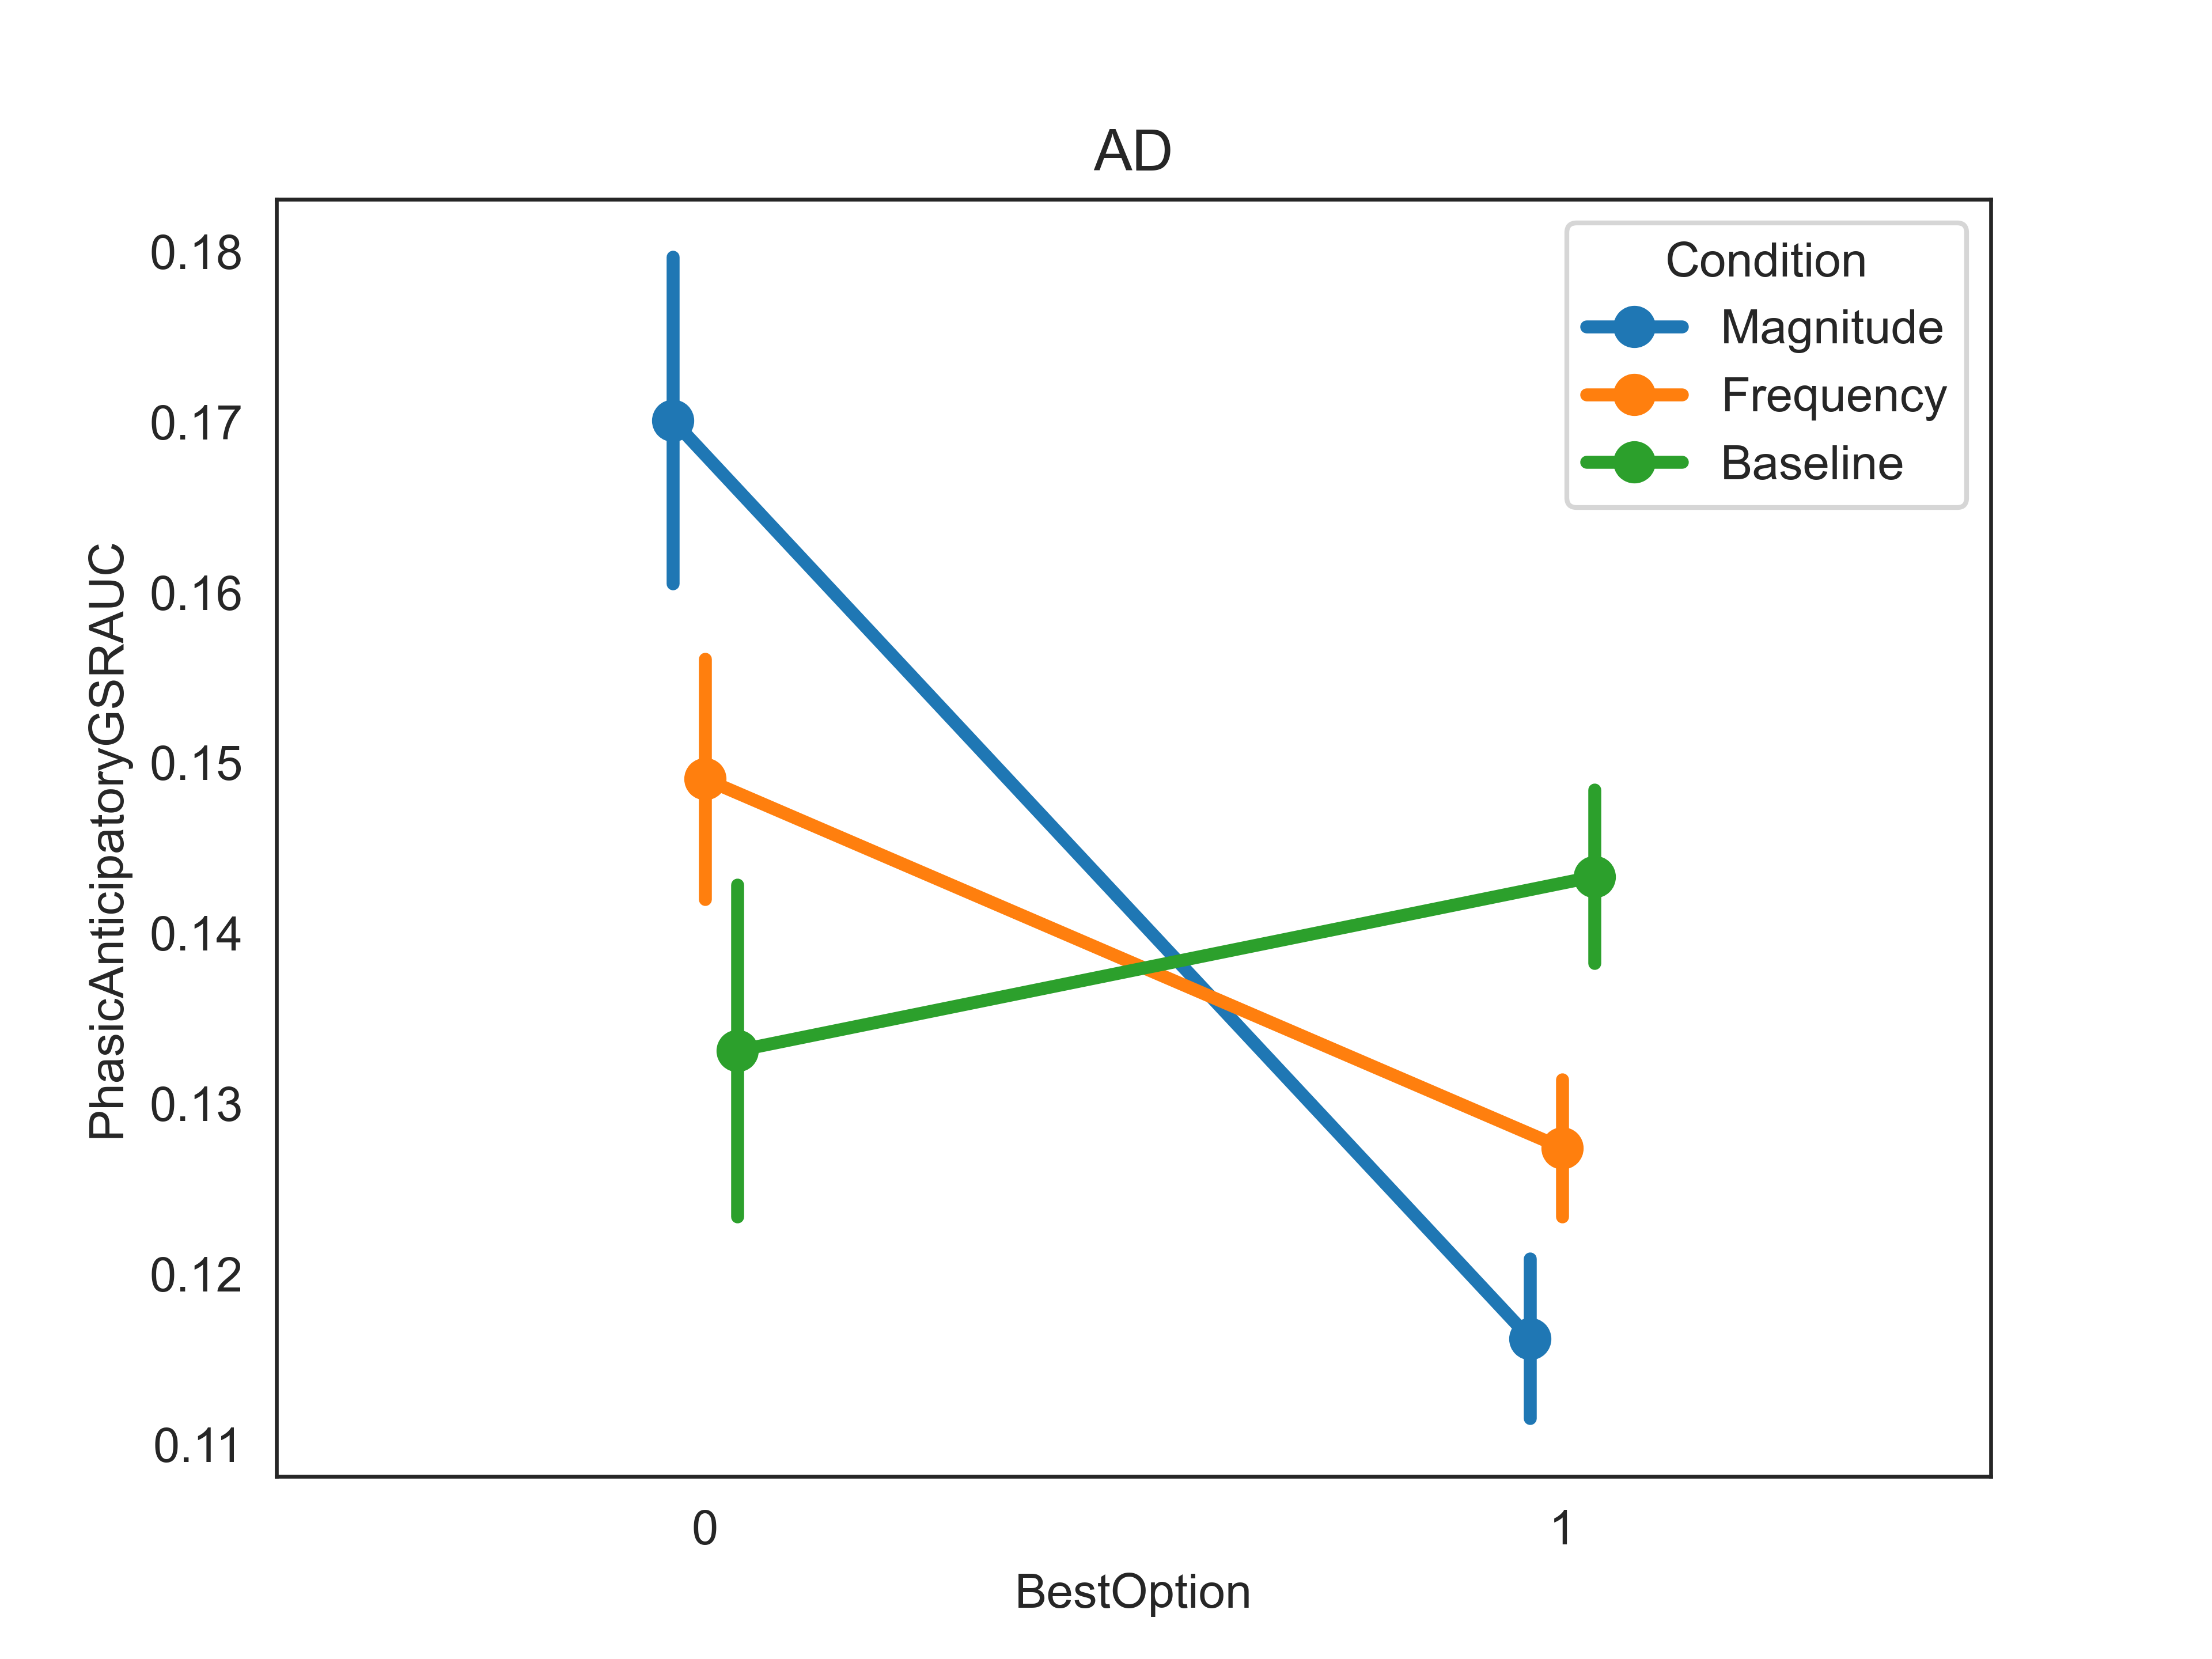 AD
Condition
Magnitude
Frequency
Baseline
0.18
0.17
0.16
0.15
0.14
0.13
0.12
0.11
PhasicAnticipatoryGSRAUC
0 1
BestOption